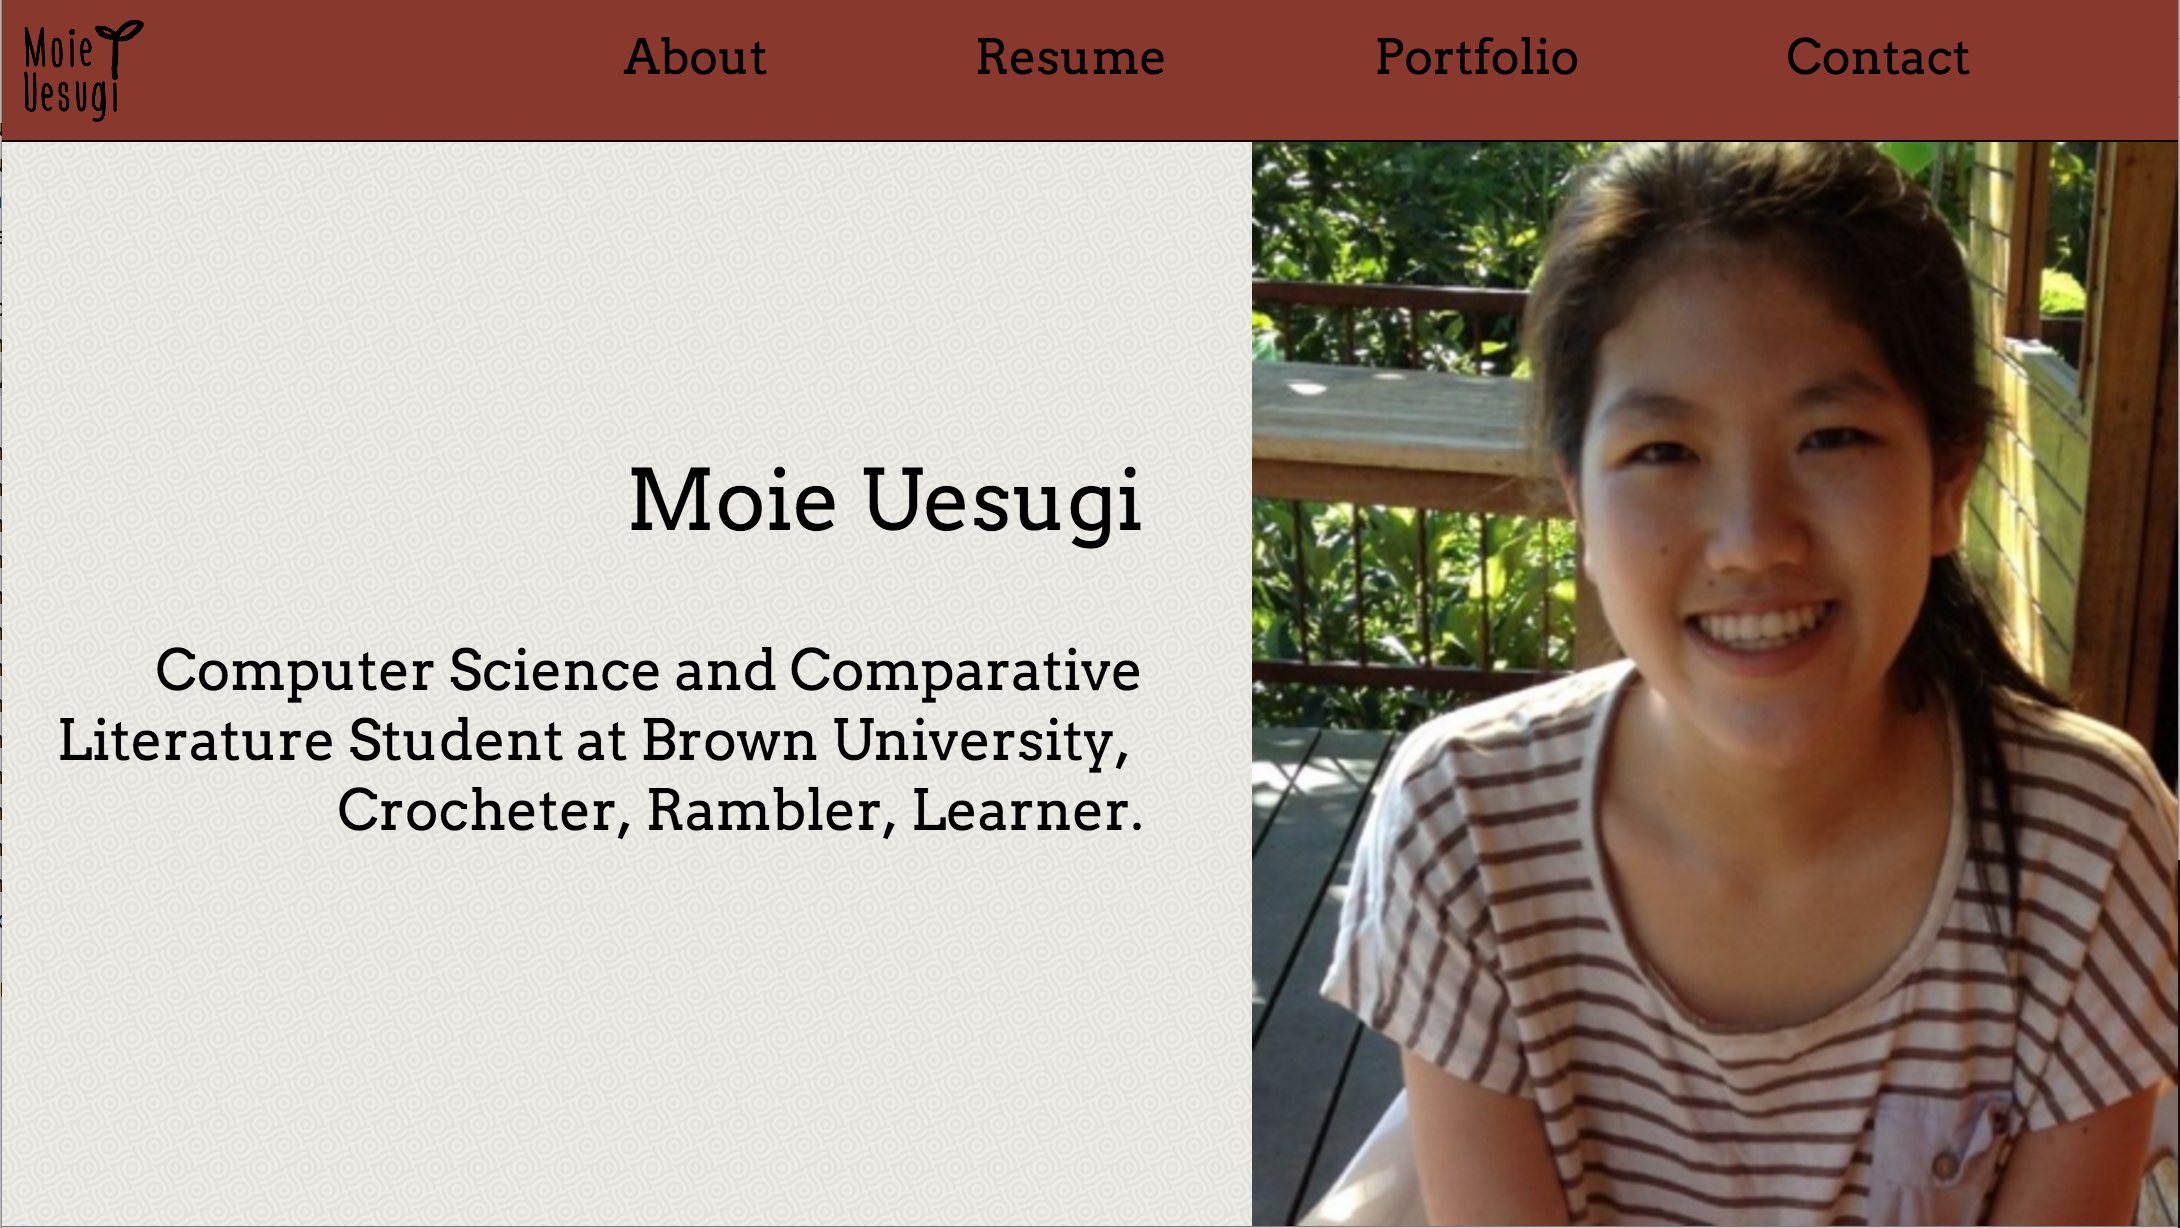 Moie
Uesugi
About Resume Portfolio Contact
Moie Uesugi
Computer Science and Comparative
Literature Student at Brown University,
Crocheter, Rambler, Learner.